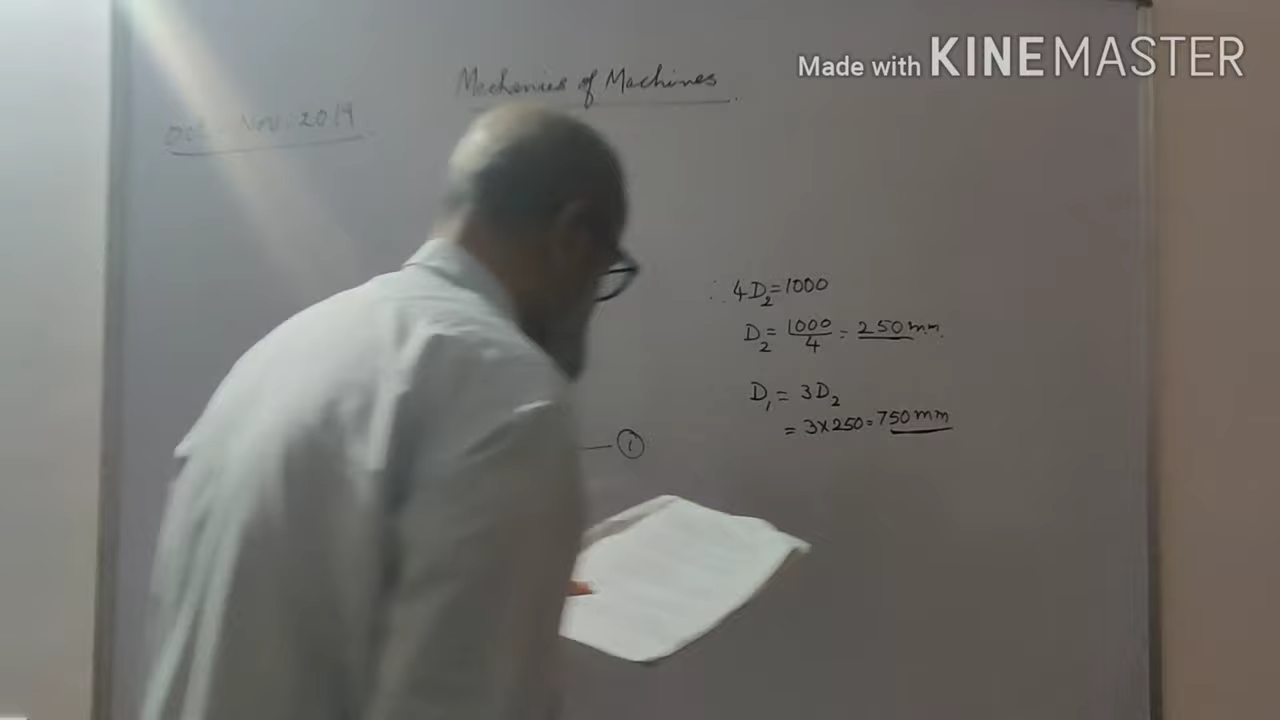 Made with KINEMASTER
Mechanics of Machines
Nov. 2019
∴ 4D₂ = 1000
D₂ = 1000/4 = 250 mm
D₁ = 3D₂
= 3×250 = 750 mm
①